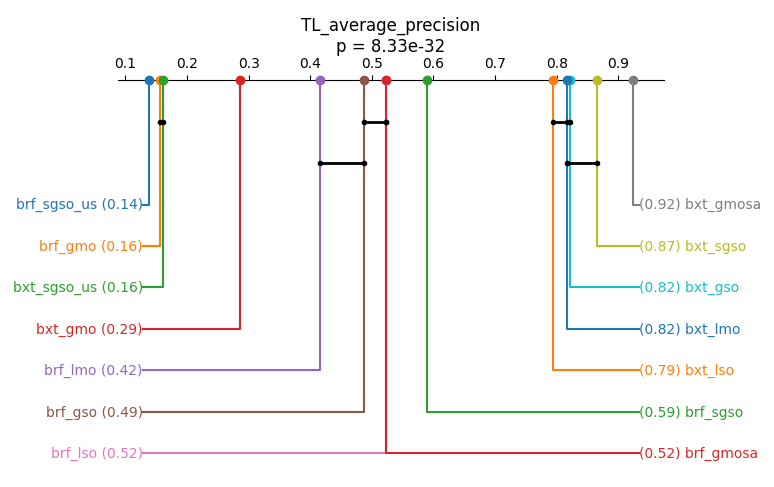 TL_average_precision
p = 8.33e-32
0.1 0.2 0.3 0.4 0.5 0.6 0.7 0.8 0.9
brf_sgso_us (0.14) (0.92) bxt_gmosa
brf_gmo (0.16) (0.87) bxt_sgso
bxt_sgso_us (0.16) (0.82) bxt_gso
bxt_gmo (0.29) (0.82) bxt_lmo
brf_lmo (0.42) (0.79) bxt_lso
brf_gso (0.49) (0.59) brf_sgso
brf_lso (0.52) (0.52) brf_gmosa